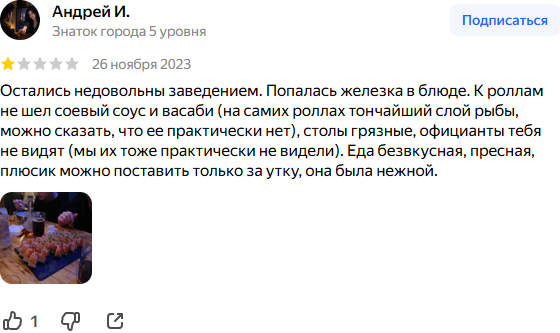 Андрей И.
Знаток города 5 уровня
Подписаться
26 ноября 2023
Остались недовольны заведением. Попалась железка в блюде. К роллам
не шел соевый соус и васаби (на самих роллах тончайший слой рыбы,
можно сказать, что ее практически нет), столы грязные, официанты тебя
не видят (мы их тоже практически не видели). Еда безвкусная, пресная,
плюсик можно поставить только за утку, она была нежной.
1